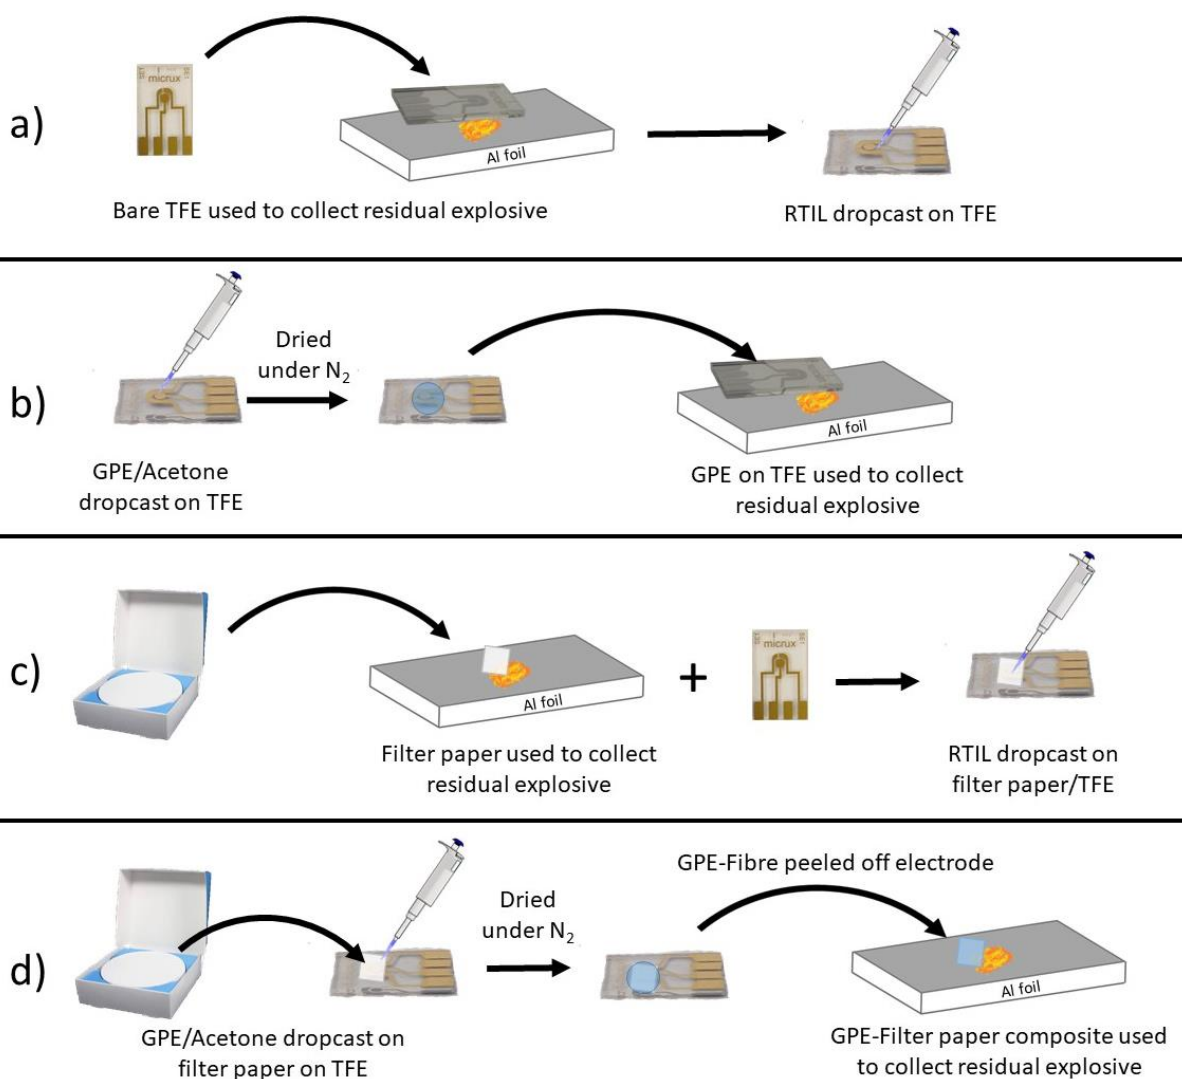 a)
micrux
Al foil
Bare TFE used to collect residual explosive
RTIL dropcast on TFE
b)
Dried
under N₂
Al foil
GPE/Acetone
dropcast on TFE
GPE on TFE used to collect
residual explosive
c)
Al foil
+
micrux
Filter paper used to collect
residual explosive
RTIL dropcast on
filter paper/TFE
d)
GPE-Fibre peeled off electrode
Dried
under N₂
Al foil
GPE/Acetone dropcast on
filter paper on TFE
GPE-Filter paper composite used
to collect residual explosive